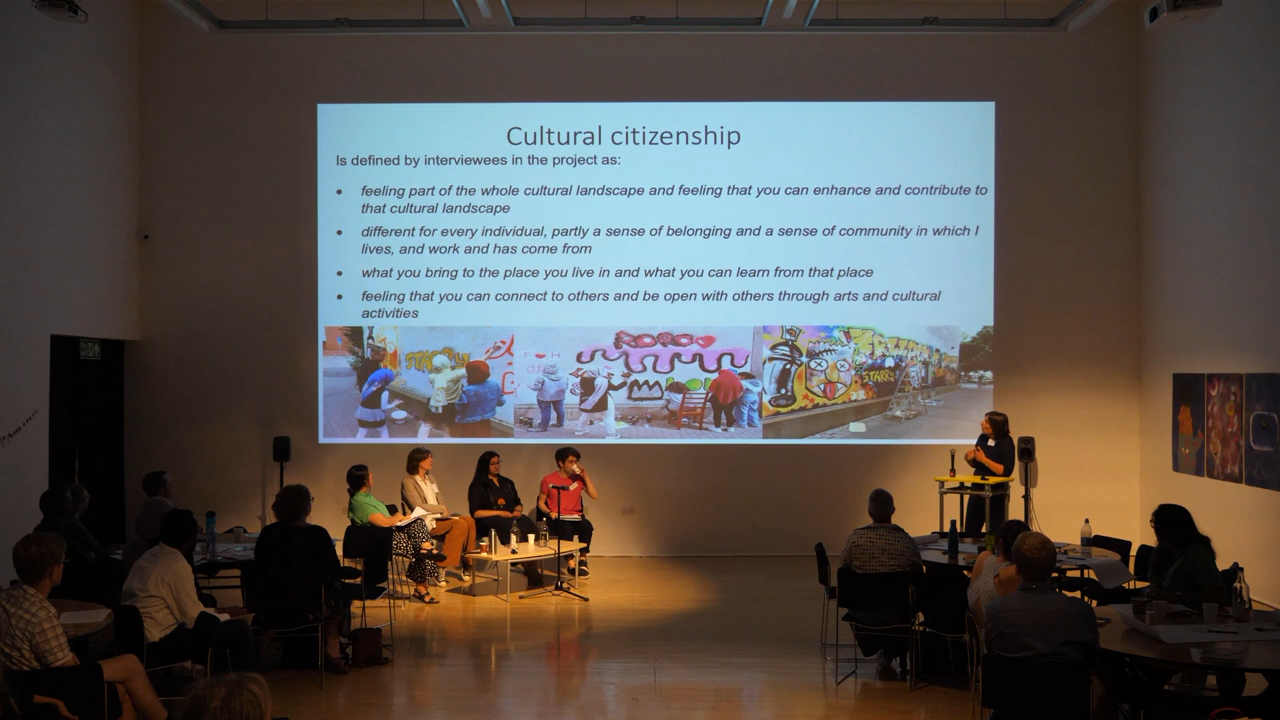 Cultural citizenship
Is defined by interviewees in the project as:
• feeling part of the whole cultural landscape and feeling that you can enhance and contribute to
that cultural landscape
• different for every individual, partly a sense of belonging and a sense of community in which I
lives, and work and has come from
• what you bring to the place you live in and what you can learn from that place
• feeling that you can connect to others and be open with others through arts and cultural
activities